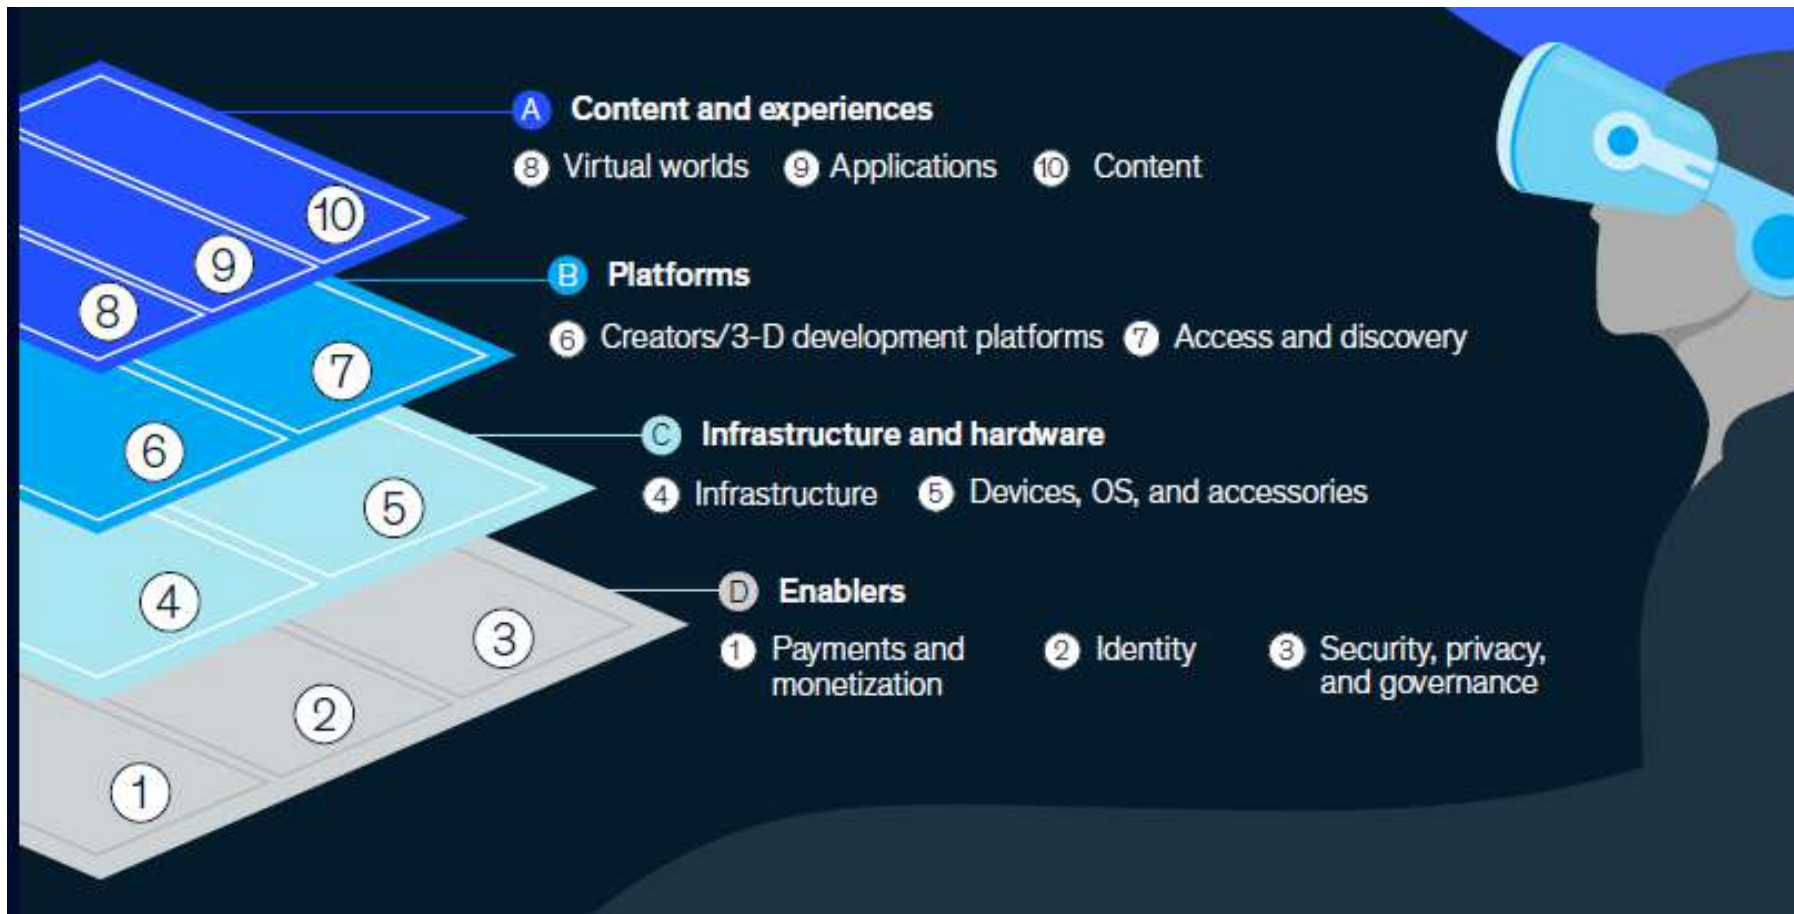 A Content and experiences
8 Virtual worlds 9 Applications 10 Content
10
9
8
B Platforms
6 Creators/3-D development platforms 7 Access and discovery
7
6
C Infrastructure and hardware
4 Infrastructure 5 Devices, OS, and accessories
5
4
D Enablers
1 Payments and monetization 2 Identity 3 Security, privacy, and governance
3
2
1